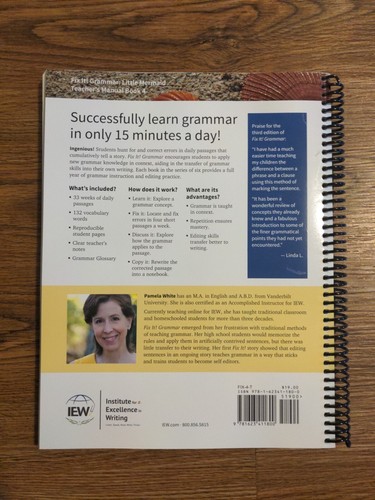 Fix It! Grammar: Little Mermaid
Teacher's Manual Book 4
Successfully learn grammar
in only 15 minutes a day!
Ingenious! Students hunt for and correct errors in daily passages that
cumulatively tell a story. Fix It! Grammar encourages students to apply
new grammar knowledge in context, aiding in the transfer of grammar
skills into their own writing. Each book in the series of six provides a full
year of grammar instruction and editing practice.
What's included?
• 33 weeks of daily
passages
• 132 vocabulary
words
• Reproducible
student pages
• Clear teacher's
notes
• Grammar Glossary
How does it work?
• Learn it: Explore a
grammar concept.
• Fix it: Locate and fix
errors in four short
passages a week.
• Discuss it: Explore
how the grammar
applies to the
passage.
• Copy it: Rewrite the
corrected passage
into a notebook.
What are its
advantages?
• Grammar is taught
in context.
• Repetition ensures
mastery.
• Editing skills
transfer better to
writing.
Praise for the
third edition of
Fix It! Grammar:
"I have had a much
easier time teaching
my children the
difference between a
phrase and a clause
using this method of
marking the sentence.
"It has been a
wonderful review of
concepts they already
knew and a fabulous
introduction to some of
the finer grammatical
points they had not yet
encountered."
— Linda L.
Pamela White has an M.A. in English and A.B.D. from Vanderbilt
University. She is also certified as an Accomplished Instructor for IEW.
Currently teaching online for IEW, she has taught traditional classroom
and homeschooled students for more than three decades.
Fix It! Grammar emerged from her frustration with traditional methods
of teaching grammar. Her high school students would memorize the
rules and apply them in artificially contrived sentences, but there was
little transfer to their writing. Her first Fix It! story showed that editing
sentences in an ongoing story teaches grammar in a way that sticks
and trains students to become self editors.
IEW
Institute for
Excellence in
Writing
IEW.com 800.856.5815
FIX-4-T
$19.00
ISBN 978-1-62341-180-0
51900>
9 781623 411800